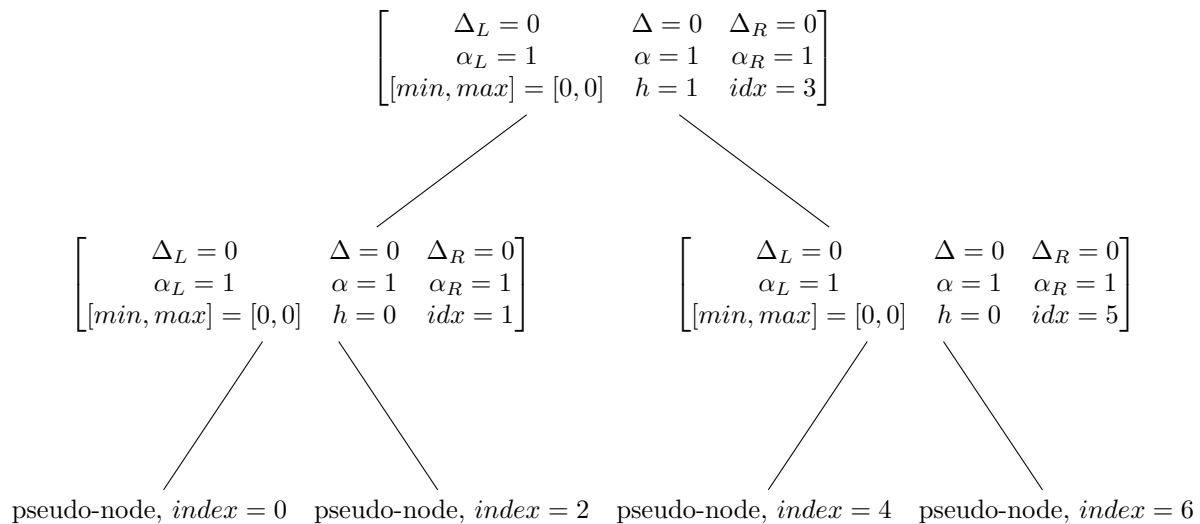 Δ_L = 0 Δ = 0 Δ_R = 0
α_L = 1 α = 1 α_R = 1
[min, max] = [0, 0] h = 1 idx = 3
Δ_L = 0 Δ = 0 Δ_R = 0
α_L = 1 α = 1 α_R = 1
[min, max] = [0, 0] h = 0 idx = 1
Δ_L = 0 Δ = 0 Δ_R = 0
α_L = 1 α = 1 α_R = 1
[min, max] = [0, 0] h = 0 idx = 5
pseudo-node, index = 0 pseudo-node, index = 2 pseudo-node, index = 4 pseudo-node, index = 6